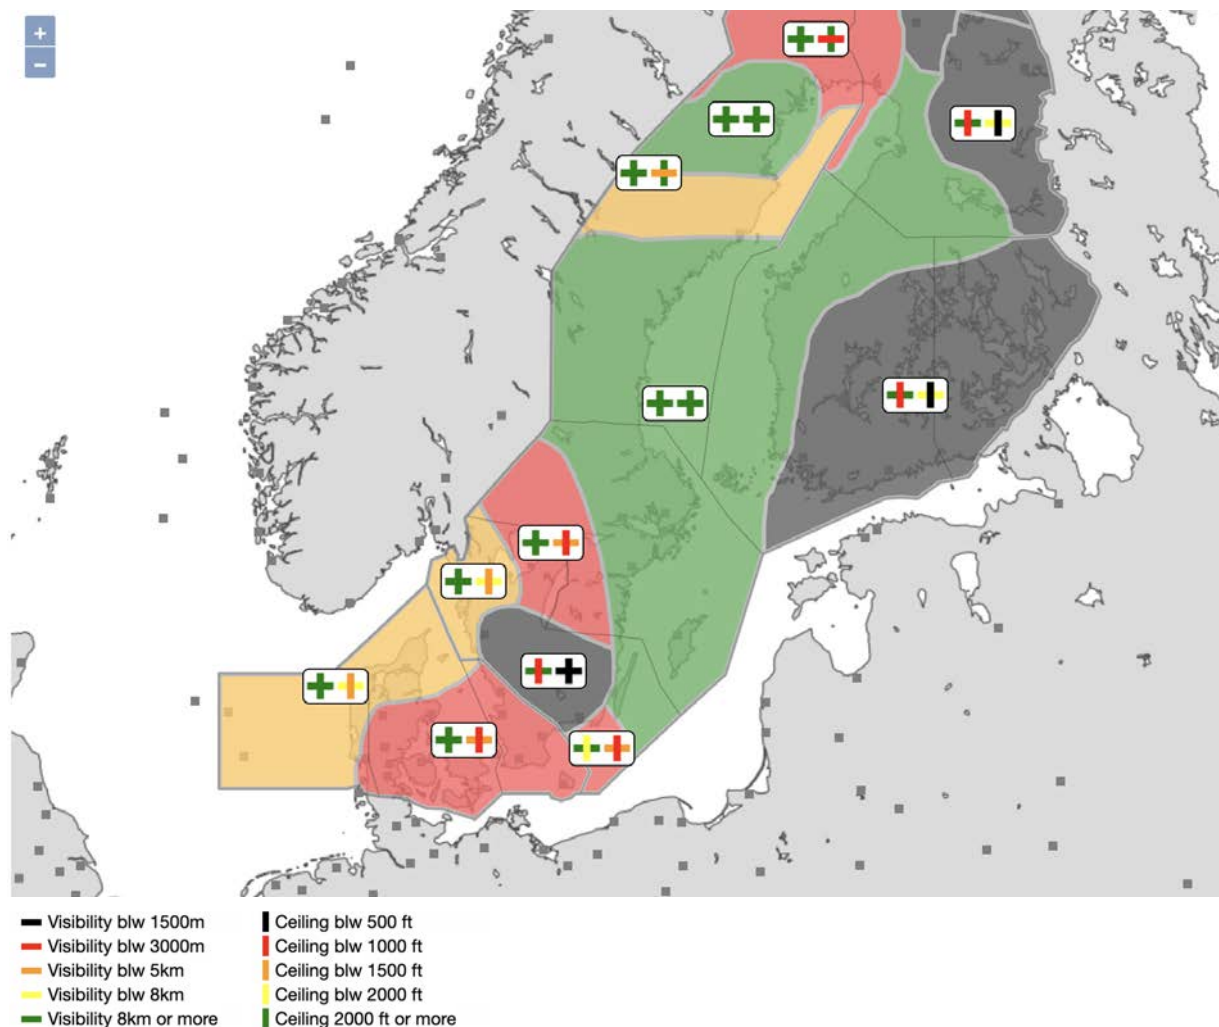 +
−
Visibility blw 1500m
Visibility blw 3000m
Visibility blw 5km
Visibility blw 8km
Visibility 8km or more
Ceiling blw 500 ft
Ceiling blw 1000 ft
Ceiling blw 1500 ft
Ceiling blw 2000 ft
Ceiling 2000 ft or more